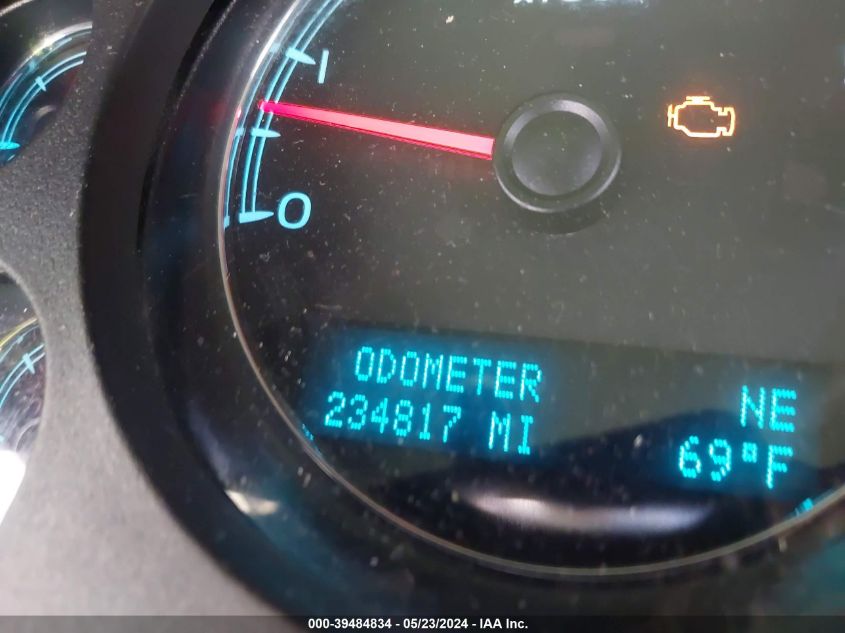 1
0
ODOMETER
234817 MI
NE
69°F
000-39484834 - 05/23/2024 - IAA Inc.